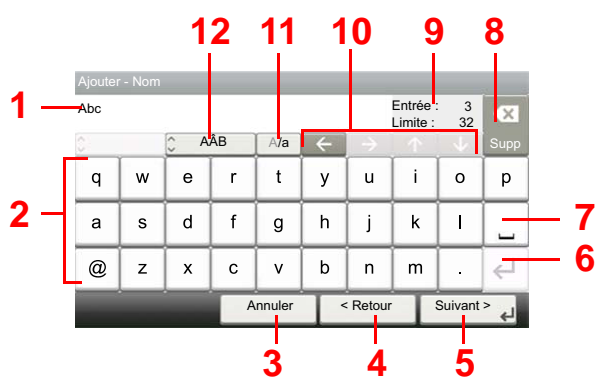 12 11 10 9 8
Ajouter - Nom
1 Abc Entrée : 3
Limite : 32
AÂB A/a ← → ↑ ↓ Supp
2 q w e r t y u i o p
a s d f g h j k l 7
@ z x c v b n m . 6
Annuler < Retour Suivant >
3 4 5